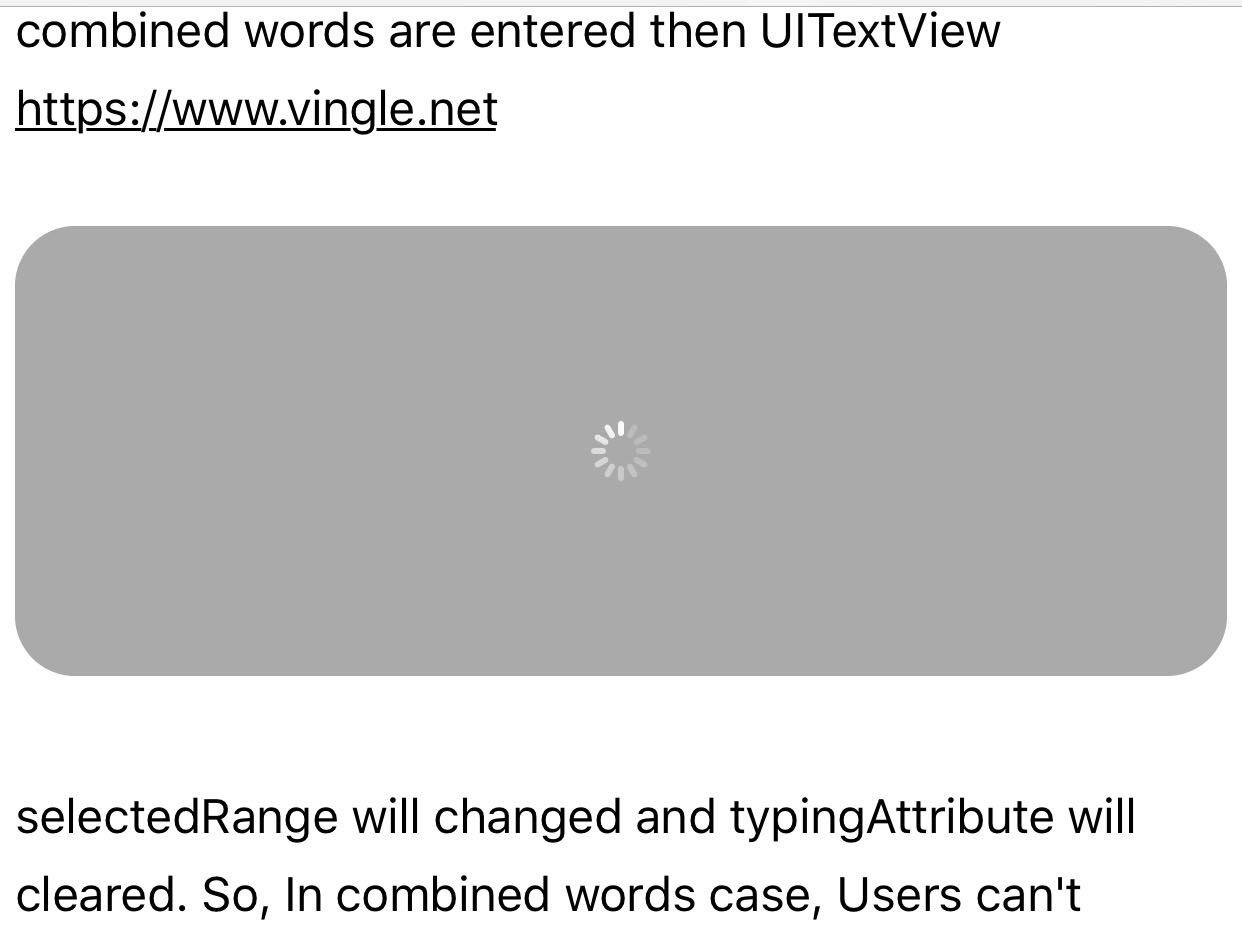 combined words are entered then UITextView
https://www.vingle.net
selectedRange will changed and typingAttribute will
cleared. So, In combined words case, Users can't